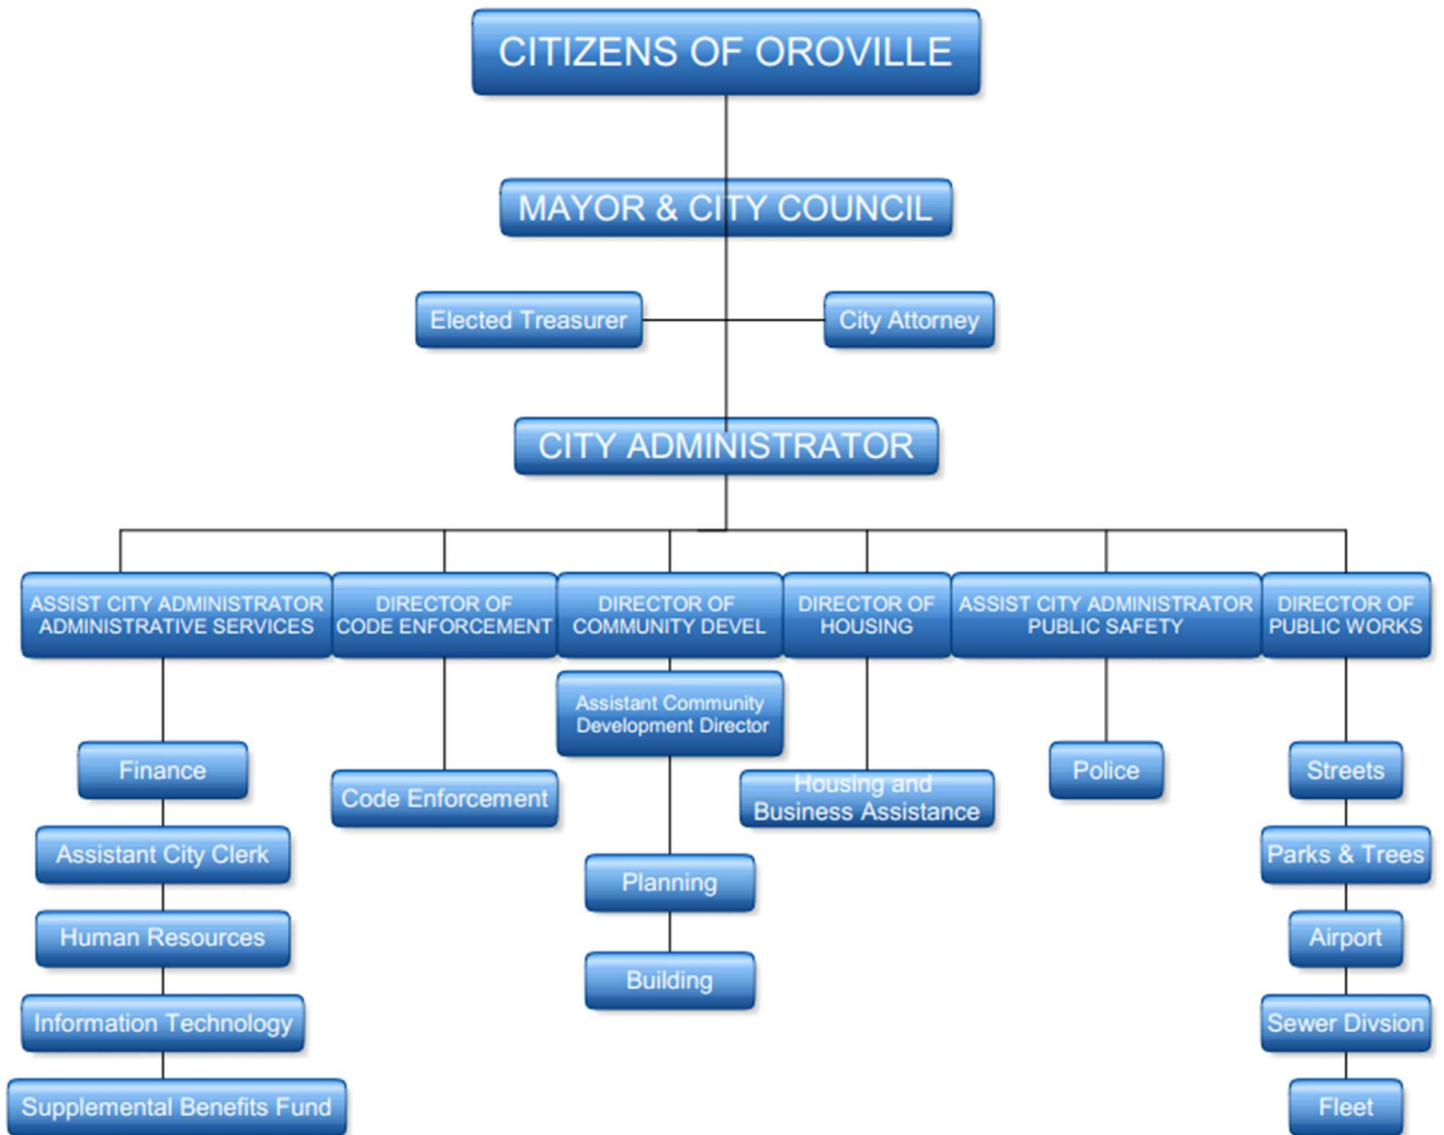 CITIZENS OF OROVILLE
MAYOR & CITY COUNCIL
Elected Treasurer
City Attorney
CITY ADMINISTRATOR
ASSIST CITY ADMINISTRATOR
ADMINISTRATIVE SERVICES
DIRECTOR OF
CODE ENFORCEMENT
DIRECTOR OF
COMMUNITY DEVEL
DIRECTOR OF
HOUSING
ASSIST CITY ADMINISTRATOR
PUBLIC SAFETY
DIRECTOR OF
PUBLIC WORKS
Finance
Assistant City Clerk
Human Resources
Information Technology
Supplemental Benefits Fund
Code Enforcement
Assistant Community
Development Director
Planning
Building
Housing and
Business Assistance
Police
Streets
Parks & Trees
Airport
Sewer Divsion
Fleet